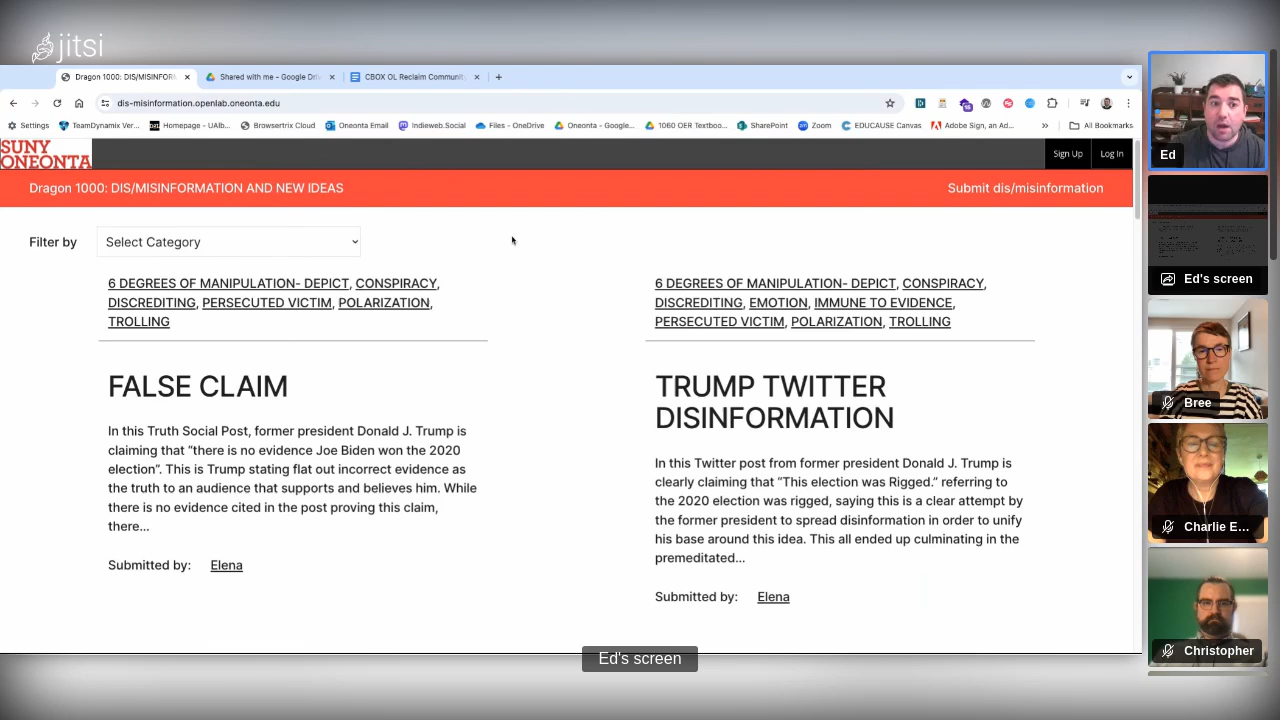 jitsi
Dragon 1000: DIS/MISINFOR
Shared with me - Google Driv
CBOX OL Reclaim Community
dis-misinformation.openlab.oneonta.edu
Settings
TeamDynamix Ver...
Homepage - UAlb...
Browsertrix Cloud
Oneonta Email
Indieweb.Social
Files - OneDrive
Oneonta - Google...
1060 OER Textboo...
SharePoint
Zoom
EDUCAUSE Canvas
Adobe Sign, an Ad...
»
All Bookmarks
SUNY
ONEONTA
Sign Up
Log In
Dragon 1000: DIS/MISINFORMATION AND NEW IDEAS
Submit dis/misinformation
Filter by
Select Category
6 DEGREES OF MANIPULATION- DEPICT, CONSPIRACY,
DISCREDITING, PERSECUTED VICTIM, POLARIZATION,
TROLLING
FALSE CLAIM
In this Truth Social Post, former president Donald J. Trump is
claiming that “there is no evidence Joe Biden won the 2020
election”. This is Trump stating flat out incorrect evidence as
the truth to an audience that supports and believes him. While
there is no evidence cited in the post proving this claim,
there...
Submitted by: Elena
6 DEGREES OF MANIPULATION- DEPICT, CONSPIRACY,
DISCREDITING, EMOTION, IMMUNE TO EVIDENCE,
PERSECUTED VICTIM, POLARIZATION, TROLLING
TRUMP TWITTER
DISINFORMATION
In this Twitter post from former president Donald J. Trump is
clearly claiming that “This election was Rigged.” referring to
the 2020 election was rigged, saying this is a clear attempt by
the former president to spread disinformation in order to unify
his base around this idea. This all ended up culminating in the
premeditated...
Submitted by: Elena
Ed's screen
Ed
Ed's screen
Bree
Charlie E...
Christopher